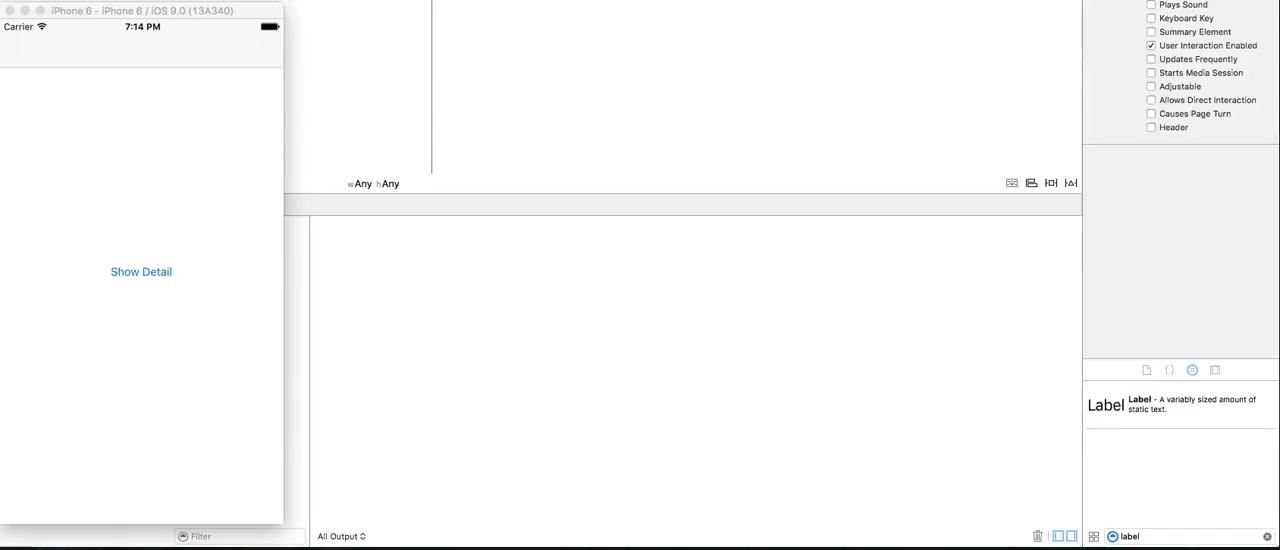 iPhone 6 - iPhone 6 / iOS 9.0 (13A340)
Carrier 7:14 PM
Show Detail
Filter
wAny hAny
All Output
Plays Sound
Keyboard Key
Summary Element
User Interaction Enabled
Updates Frequently
Starts Media Session
Adjustable
Allows Direct Interaction
Causes Page Turn
Header
Label
Label - A variably sized amount of
static text.
label